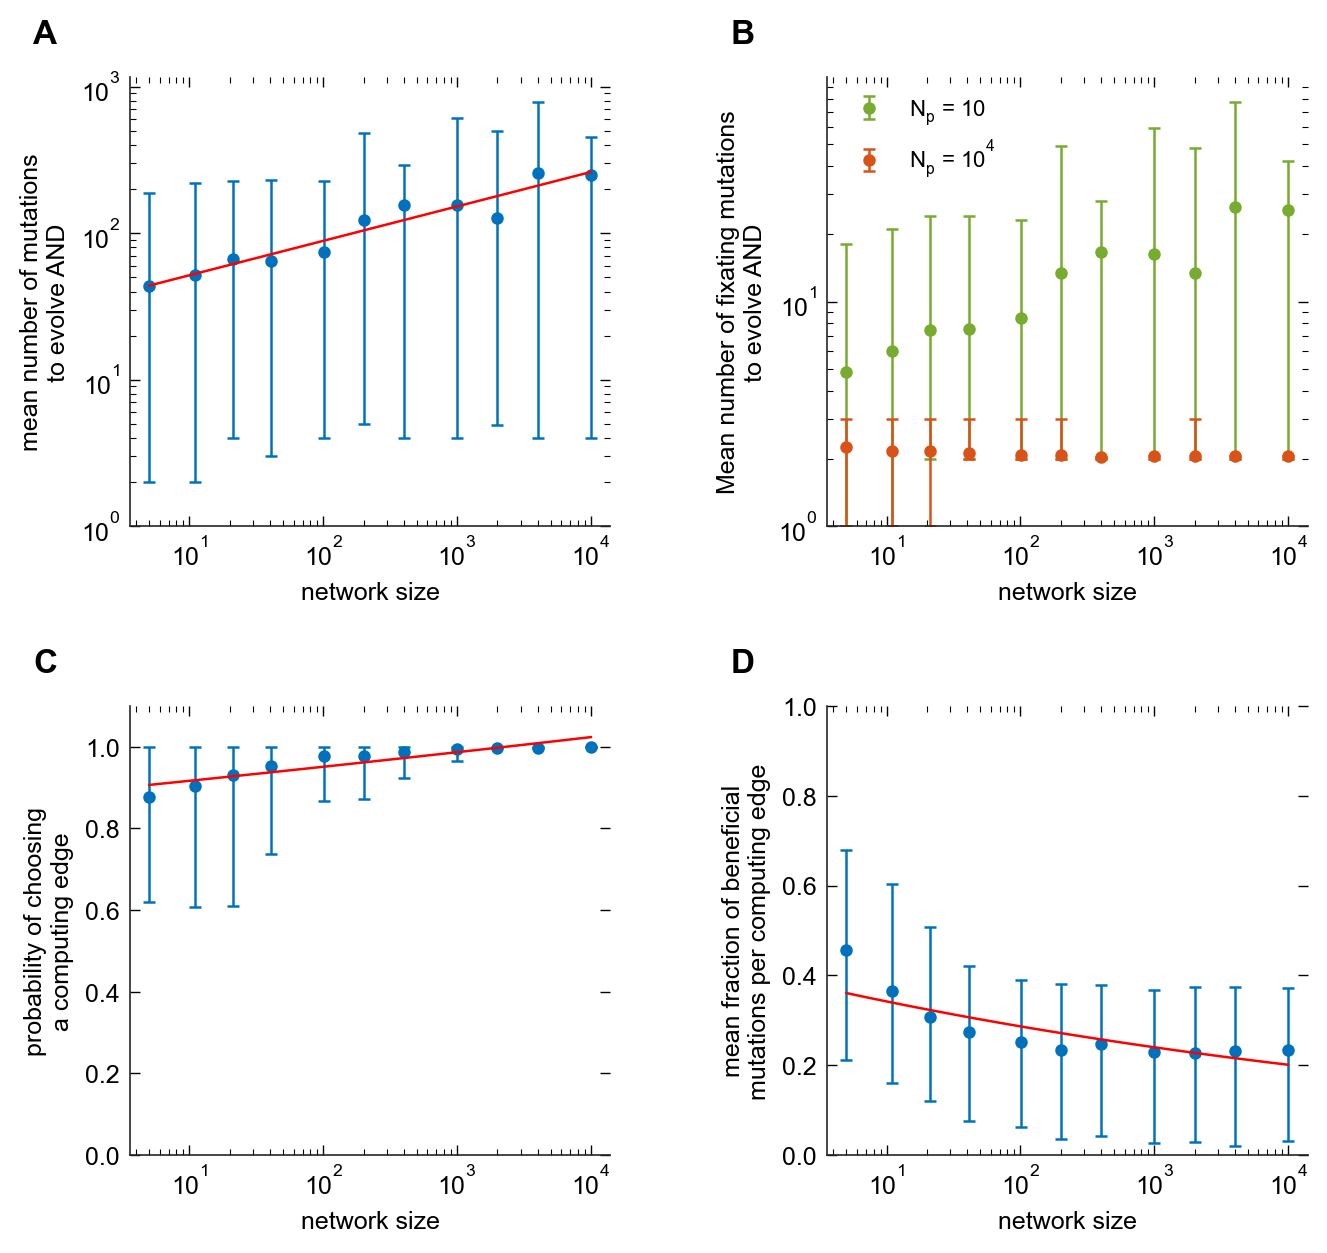 A
mean number of mutations
to evolve AND
10^3
10^2
10^1
10^0
10^1
10^2
10^3
10^4
network size
B
Mean number of fixating mutations
to evolve AND
N_p = 10
N_p = 10^4
10^1
10^0
10^1
10^2
10^3
10^4
network size
C
probability of choosing
a computing edge
1.0
0.8
0.6
0.4
0.2
0.0
10^1
10^2
10^3
10^4
network size
D
mean fraction of beneficial
mutations per computing edge
1.0
0.8
0.6
0.4
0.2
0.0
10^1
10^2
10^3
10^4
network size